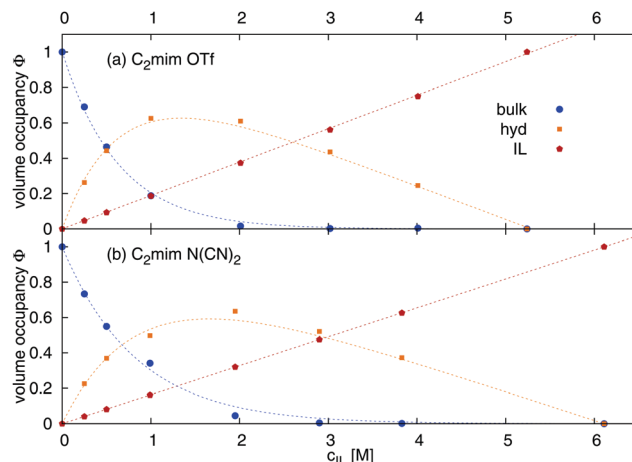 0 1 2 3 4 5 6
(a) C₂mim OTf
volume occupancy Φ
1
0.8
0.6
0.4
0.2
0
bulk
hyd
IL
(b) C₂mim N(CN)₂
volume occupancy Φ
1
0.8
0.6
0.4
0.2
0
0 1 2 3 4 5 6
c_IL [M]